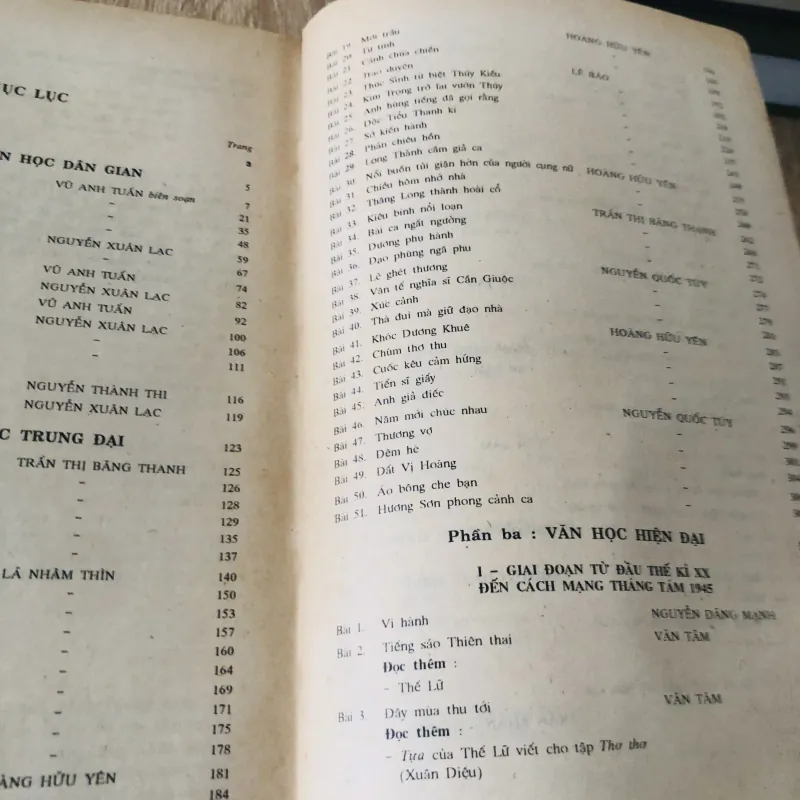 MỤC LỤC
Trang
3
N HỌC DÂN GIAN 5
VŨ ANH TUẤN biên soạn 7
- 21
- 35
NGUYỄN XUÂN LẠC 48
- 59
VŨ ANH TUẤN 67
NGUYỄN XUÂN LẠC 74
VŨ ANH TUẤN 82
NGUYỄN XUÂN LẠC 92
- 100
- 106
111
NGUYỄN THÀNH THI 116
NGUYỄN XUÂN LẠC 119
C TRUNG ĐẠI 123
TRẦN THỊ BĂNG THANH 125
- 126
- 128
- 129
- 135
- 137
LÃ NHÂM THÌN 140
- 150
- 153
- 157
- 160
- 164
- 169
- 171
- 175
- 178
ÀNG HỮU YÊN 181
184
Bài 19. Mời trầu HOÀNG HỮU YÊN
Bài 20. Tự tình -
Bài 21. Cảnh chùa chiền -
Bài 22. Trao duyên LÊ BẢO
Bài 23. Thúc Sinh từ biệt Thúy Kiều -
Bài 24. Kim Trọng trở lại vườn Thúy -
Bài 25. Anh hùng tiếng đã gọi rằng -
Bài 26. Độc Tiểu Thanh kí -
Bài 27. Sở kiến hành -
Bài 28. Phản chiêu hồn -
Bài 29. Long Thành cầm giả ca -
Bài 30. Nỗi buồn tủi giận hờn của người cung nữ HOÀNG HỮU YÊN
Bài 31. Chiều hôm nhớ nhà -
Bài 32. Thăng Long thành hoài cổ -
Bài 33. Kiêu binh nổi loạn TRẦN THỊ BĂNG THANH
Bài 34. Bài ca ngất ngưởng -
Bài 35. Dương phụ hành -
Bài 36. Đạo phùng ngã phu -
Bài 37. Lẽ ghét thương NGUYỄN QUỐC TÚY
Bài 38. Văn tế nghĩa sĩ Cần Giuộc -
Bài 39. Xúc cảnh -
Bài 40. Thà đui mà giữ đạo nhà -
Bài 41. Khóc Dương Khuê HOÀNG HỮU YÊN
Bài 42. Chùm thơ thu -
Bài 43. Cuốc kêu cảm hứng -
Bài 44. Tiến sĩ giấy -
Bài 45. Anh giả điếc -
Bài 46. Năm mới chúc nhau NGUYỄN QUỐC TÚY
Bài 47. Thương vợ -
Bài 48. Đêm hè -
Bài 49. Đất Vị Hoàng -
Bài 50. Áo bông che bạn -
Bài 51. Hương Sơn phong cảnh ca -
Phần ba : VĂN HỌC HIỆN ĐẠI
I - GIAI ĐOẠN TỪ ĐẦU THẾ KỈ XX
ĐẾN CÁCH MẠNG THÁNG TÁM 1945
Bài 1. Vi hành NGUYỄN ĐĂNG MẠNH
Bài 2. Tiếng sáo Thiên thai VĂN TÂM
Đọc thêm :
- Thế Lữ
Bài 3. Đây mùa thu tới VĂN TÂM
Đọc thêm :
- Tựa của Thế Lữ viết cho tập Thơ thơ
(Xuân Diệu)